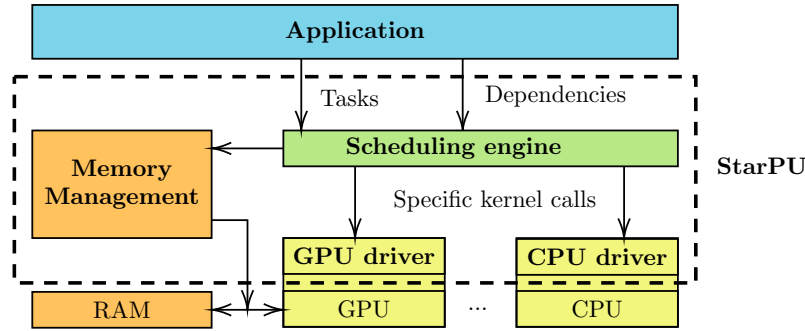 Application
Tasks
Dependencies
Memory
Management
Scheduling engine
StarPU
Specific kernel calls
GPU driver
CPU driver
RAM
GPU
...
CPU